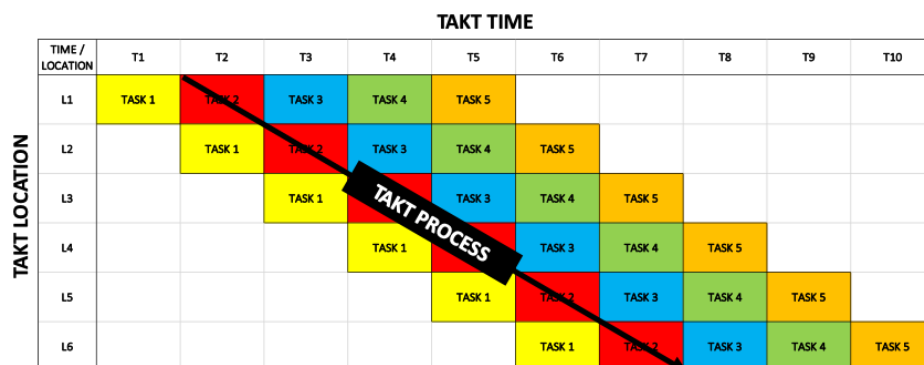 TAKT TIME
TIME / LOCATION T1 T2 T3 T4 T5 T6 T7 T8 T9 T10
L1 TASK 1 TASK 2 TASK 3 TASK 4 TASK 5
L2 TASK 1 TASK 2 TASK 3 TASK 4 TASK 5
L3 TASK 1 TASK 3 TASK 4 TASK 5
L4 TASK 1 TASK 3 TASK 4 TASK 5
L5 TASK 1 TASK 2 TASK 3 TASK 4 TASK 5
L6 TASK 1 TASK 2 TASK 3 TASK 4 TASK 5
TAKT LOCATION
TAKT PROCESS